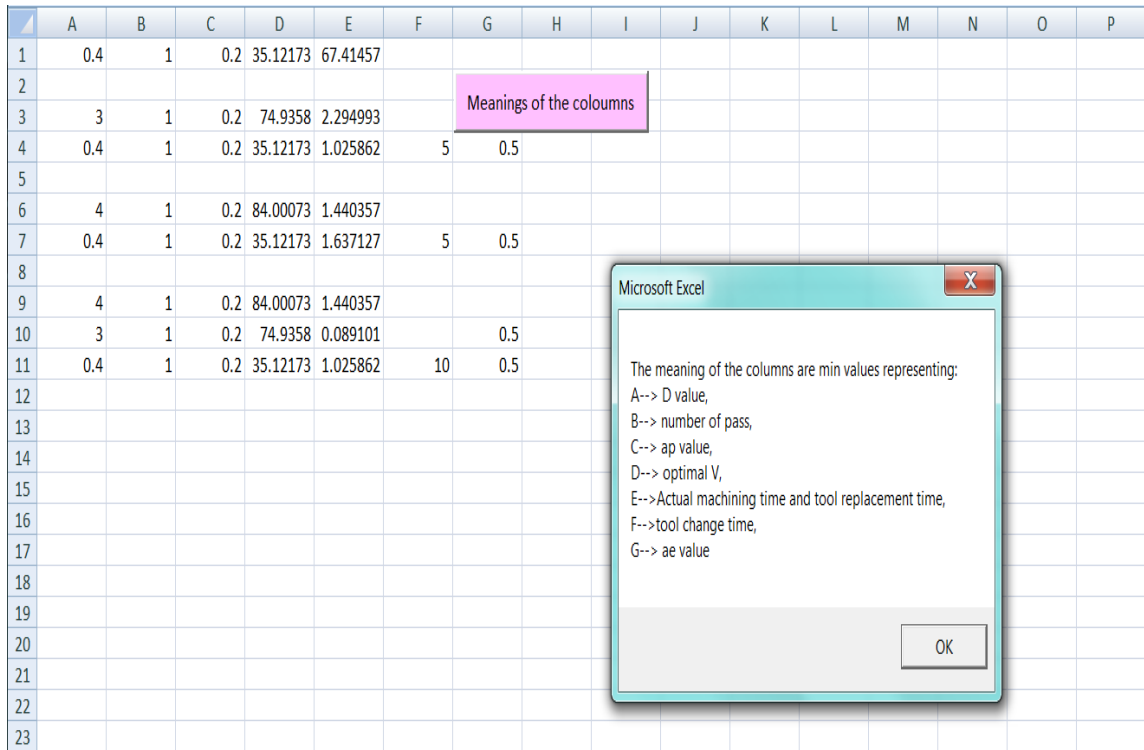 A B C D E F G H I J K L M N O P
1 0.4 1 0.2 35.12173 67.41457
2
Meanings of the coloumns
3 3 1 0.2 74.9358 2.294993
4 0.4 1 0.2 35.12173 1.025862 5 0.5
5
6 4 1 0.2 84.00073 1.440357
7 0.4 1 0.2 35.12173 1.637127 5 0.5
8
9 4 1 0.2 84.00073 1.440357
10 3 1 0.2 74.9358 0.089101 0.5
11 0.4 1 0.2 35.12173 1.025862 10 0.5
12
13
14
15
16
17
18
19
20
21
22
23
Microsoft Excel
X
The meaning of the columns are min values representing:
A--> D value,
B--> number of pass,
C--> ap value,
D--> optimal V,
E-->Actual machining time and tool replacement time,
F-->tool change time,
G--> ae value
OK